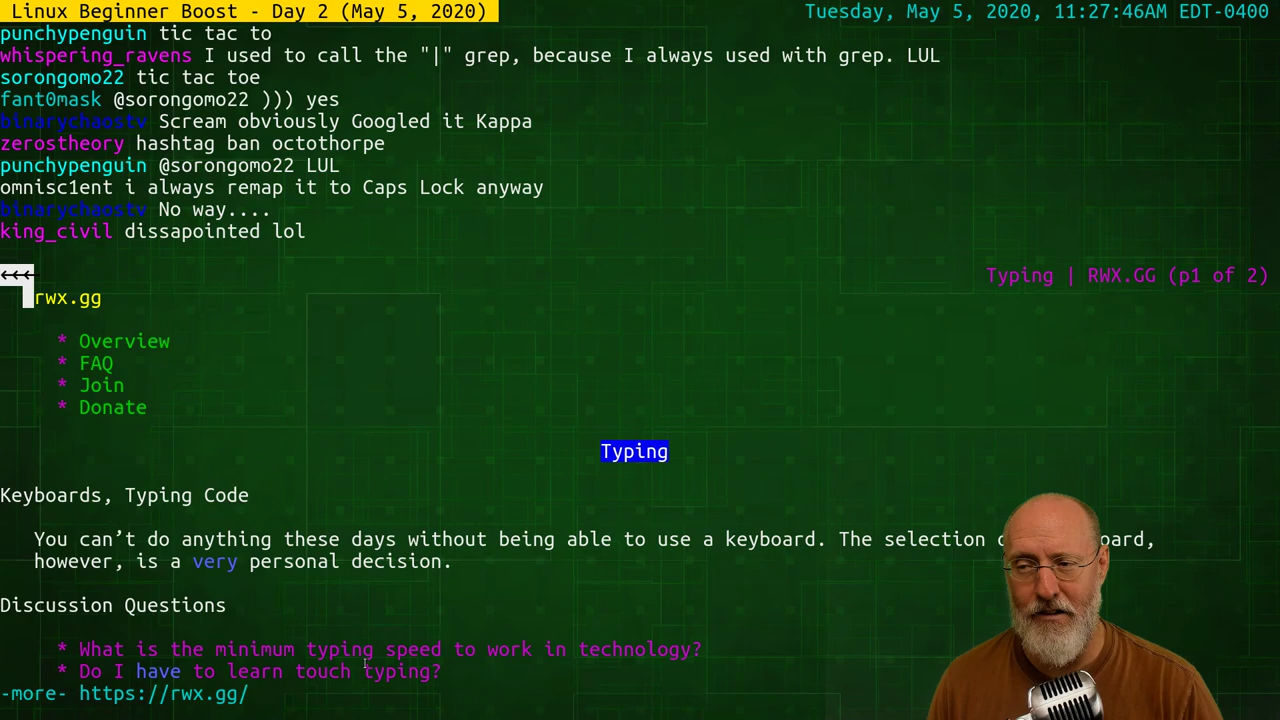 Linux Beginner Boost - Day 2 (May 5, 2020)
Tuesday, May 5, 2020, 11:27:46AM EDT-0400
punchypenguin tic tac to
whispering_ravens I used to call the "|" grep, because I always used with grep. LUL
sorongomo22 tic tac toe
fant0mask @sorongomo22 ))) yes
binarychaostv Scream obviously Googled it Kappa
zerostheory hashtag ban octothorpe
punchypenguin @sorongomo22 LUL
omnisc1ent i always remap it to Caps Lock anyway
binarychaostv No way....
king_civil dissapointed lol
←←←
Typing | RWX.GG (p1 of 2)
rwx.gg
* Overview
* FAQ
* Join
* Donate
Typing
Keyboards, Typing Code
You can’t do anything these days without being able to use a keyboard. The selection
however, is a very personal decision.
Discussion Questions
* What is the minimum typing speed to work in technology?
* Do I have to learn touch typing?
-more- https://rwx.gg/